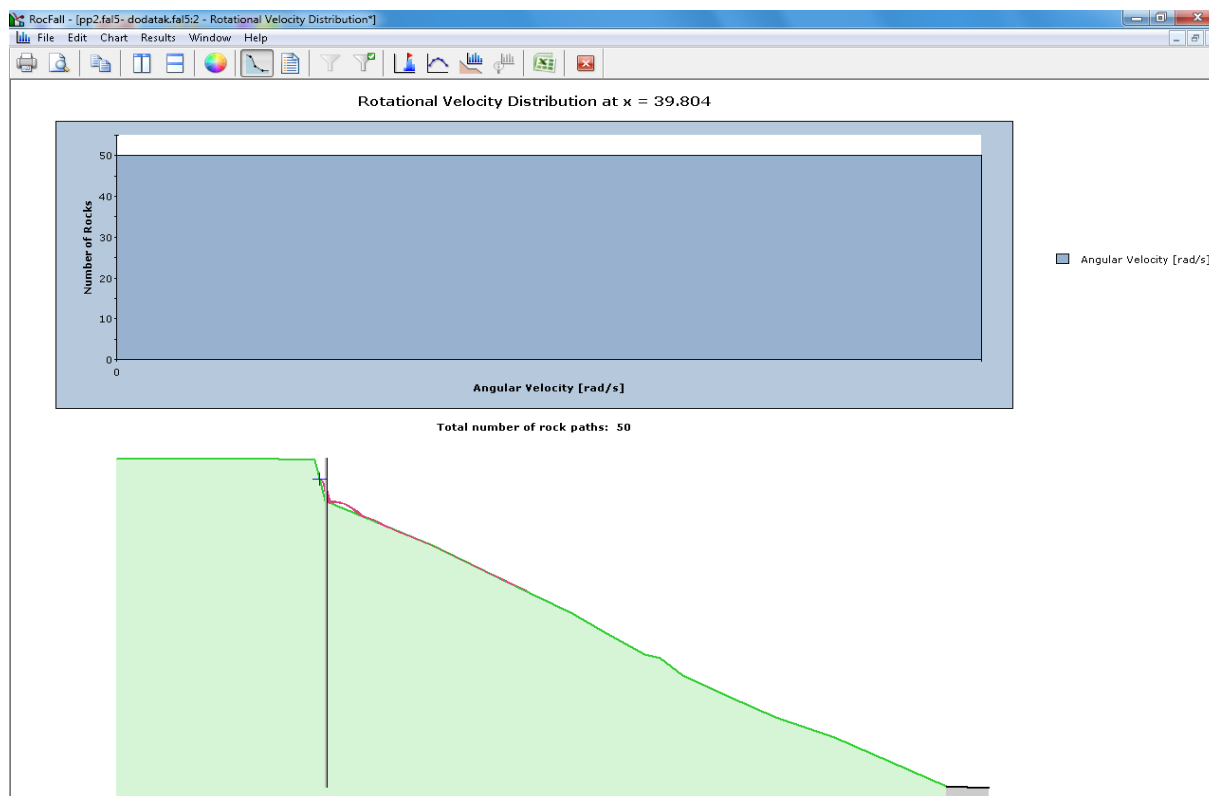 RocFall - [pp2.fal5- dodatak.fal5:2 - Rotational Velocity Distribution*]
File Edit Chart Results Window Help
Rotational Velocity Distribution at x = 39.804
50
40
30
20
10
0
Number of Rocks
0
Angular Velocity [rad/s]
Angular Velocity [rad/s]
Total number of rock paths: 50